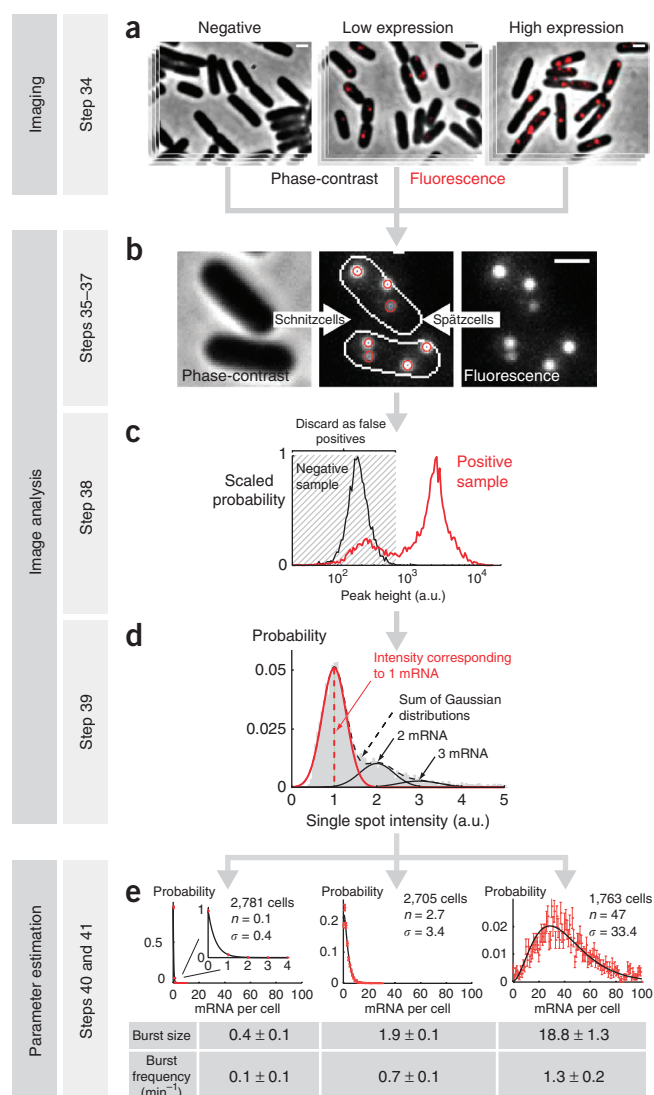 Imaging
Step 34
a
Negative
Low expression
High expression
Phase-contrast
Fluorescence
Image analysis
Steps 35–37
b
Schnitzcells
Spätzcells
Phase-contrast
Fluorescence
Step 38
c
Discard as false
positives
1
Scaled
probability
0
Negative
sample
Positive
sample
10² 10³ 10⁴
Peak height (a.u.)
Step 39
d
Probability
0.05
0.025
0
Intensity corresponding
to 1 mRNA
Sum of Gaussian
distributions
2 mRNA
3 mRNA
0 1 2 3 4 5
Single spot intensity (a.u.)
Parameter estimation
Steps 40 and 41
e
Probability
1
0.5
0
2,781 cells
n = 0.1
σ = 0.4
1
0
0 1 2 3 4
0 20 40 60 80 100
mRNA per cell
Probability
0.2
0.1
0
2,705 cells
n = 2.7
σ = 3.4
0 20 40 60 80 100
mRNA per cell
Probability
0.02
0.01
0
1,763 cells
n = 47
σ = 33.4
0 20 40 60 80 100
mRNA per cell
Burst size 0.4 ± 0.1 1.9 ± 0.1 18.8 ± 1.3
Burst
frequency 0.1 ± 0.1 0.7 ± 0.1 1.3 ± 0.2
(min⁻¹)